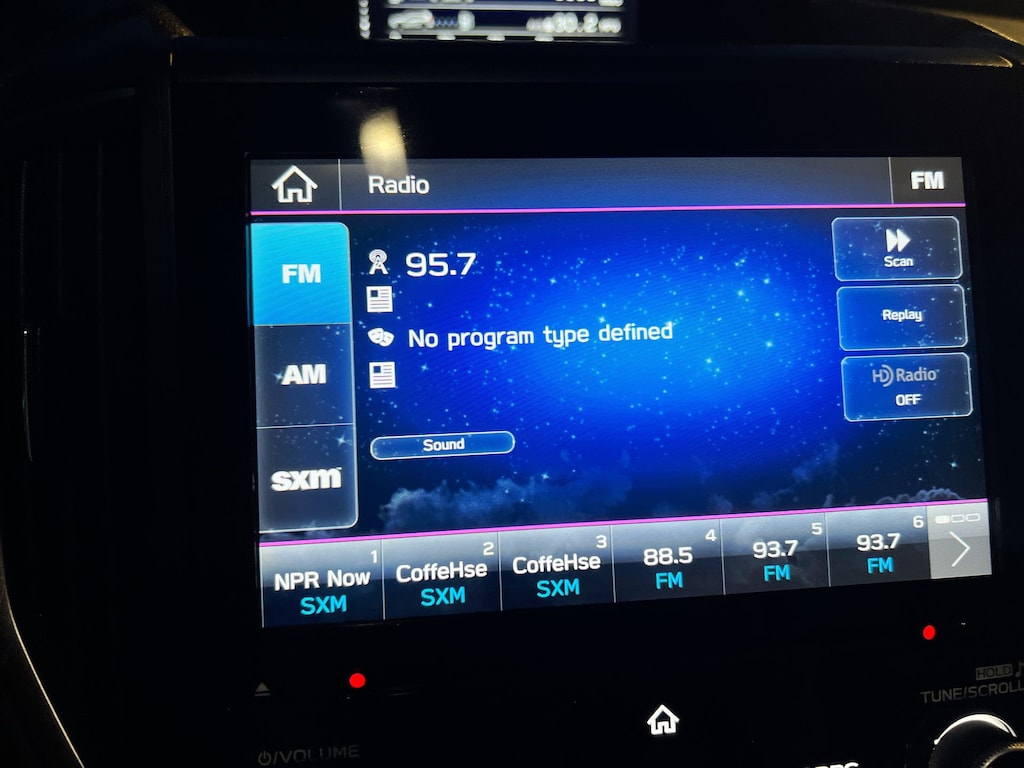 Radio
FM
FM
AM
sxm
95.7
No program type defined
Sound
Scan
Replay
HD Radio
OFF
1
NPR Now
SXM
2
CoffeHse
SXM
3
CoffeHse
SXM
4
88.5
FM
5
93.7
FM
6
93.7
FM
HOLD
TUNE/SCROLL
/VOLUME